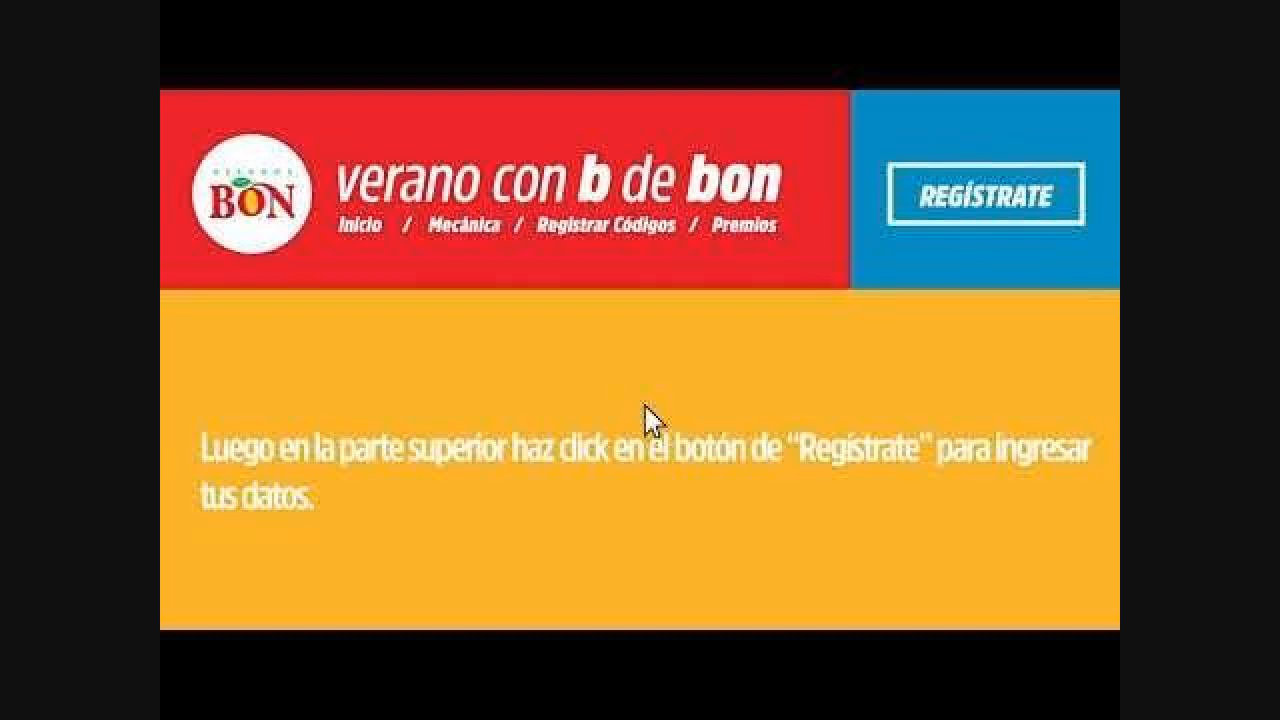 HELADOS
BON
verano con b de bon
Inicio / Mecánica / Registrar Códigos / Premios
REGÍSTRATE
Luego en la parte superior haz click en el botón de “Regístrate” para ingresar
tus datos.